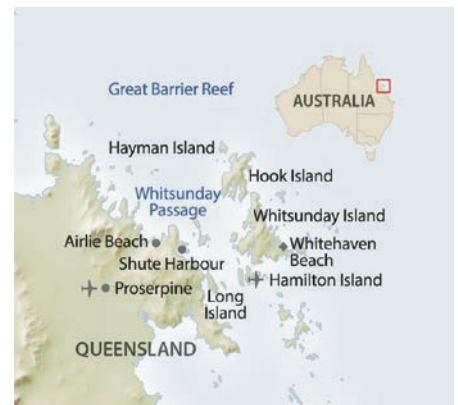 Great Barrier Reef
AUSTRALIA
Hayman Island
Hook Island
Whitsunday
Passage
Whitsunday Island
Airlie Beach
Whitehaven
Beach
Shute Harbour
Hamilton Island
Proserpine
Long
Island
QUEENSLAND